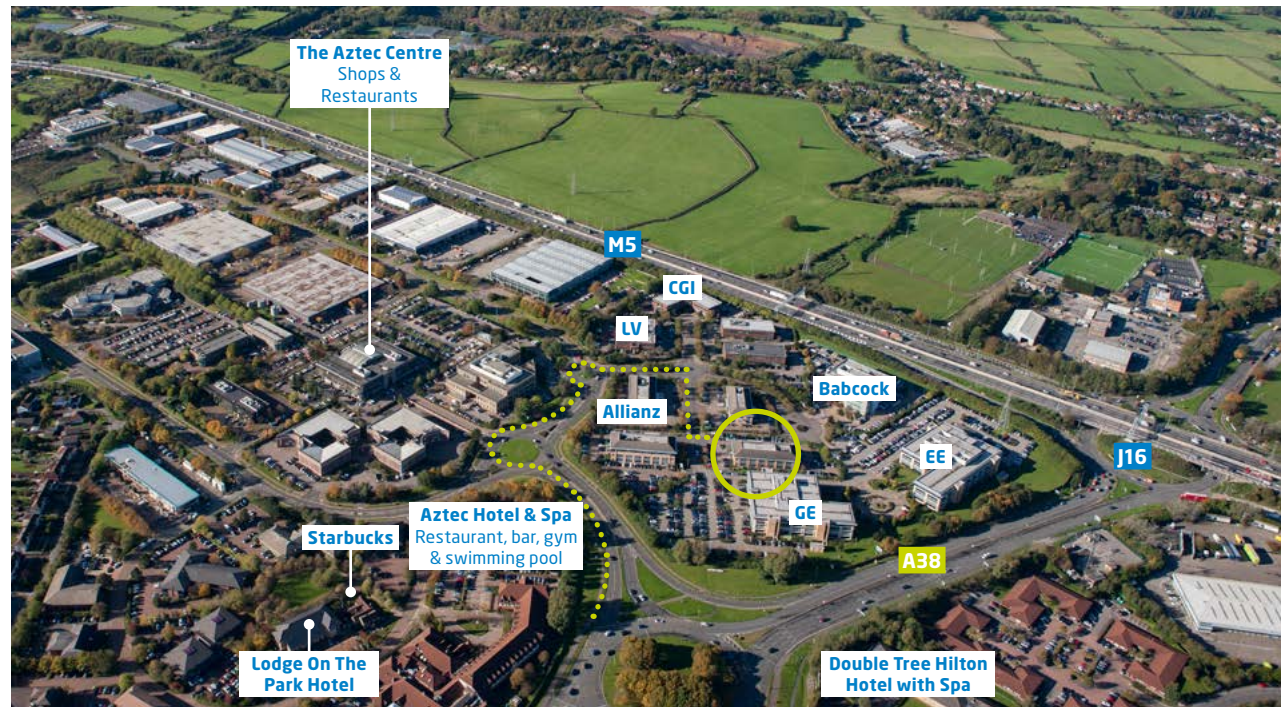 The Aztec Centre
Shops &
Restaurants
M5
CGI
LV
Babcock
Allianz
EE
J16
GE
Aztec Hotel & Spa
Restaurant, bar, gym
& swimming pool
Starbucks
A38
Lodge On The
Park Hotel
Double Tree Hilton
Hotel with Spa